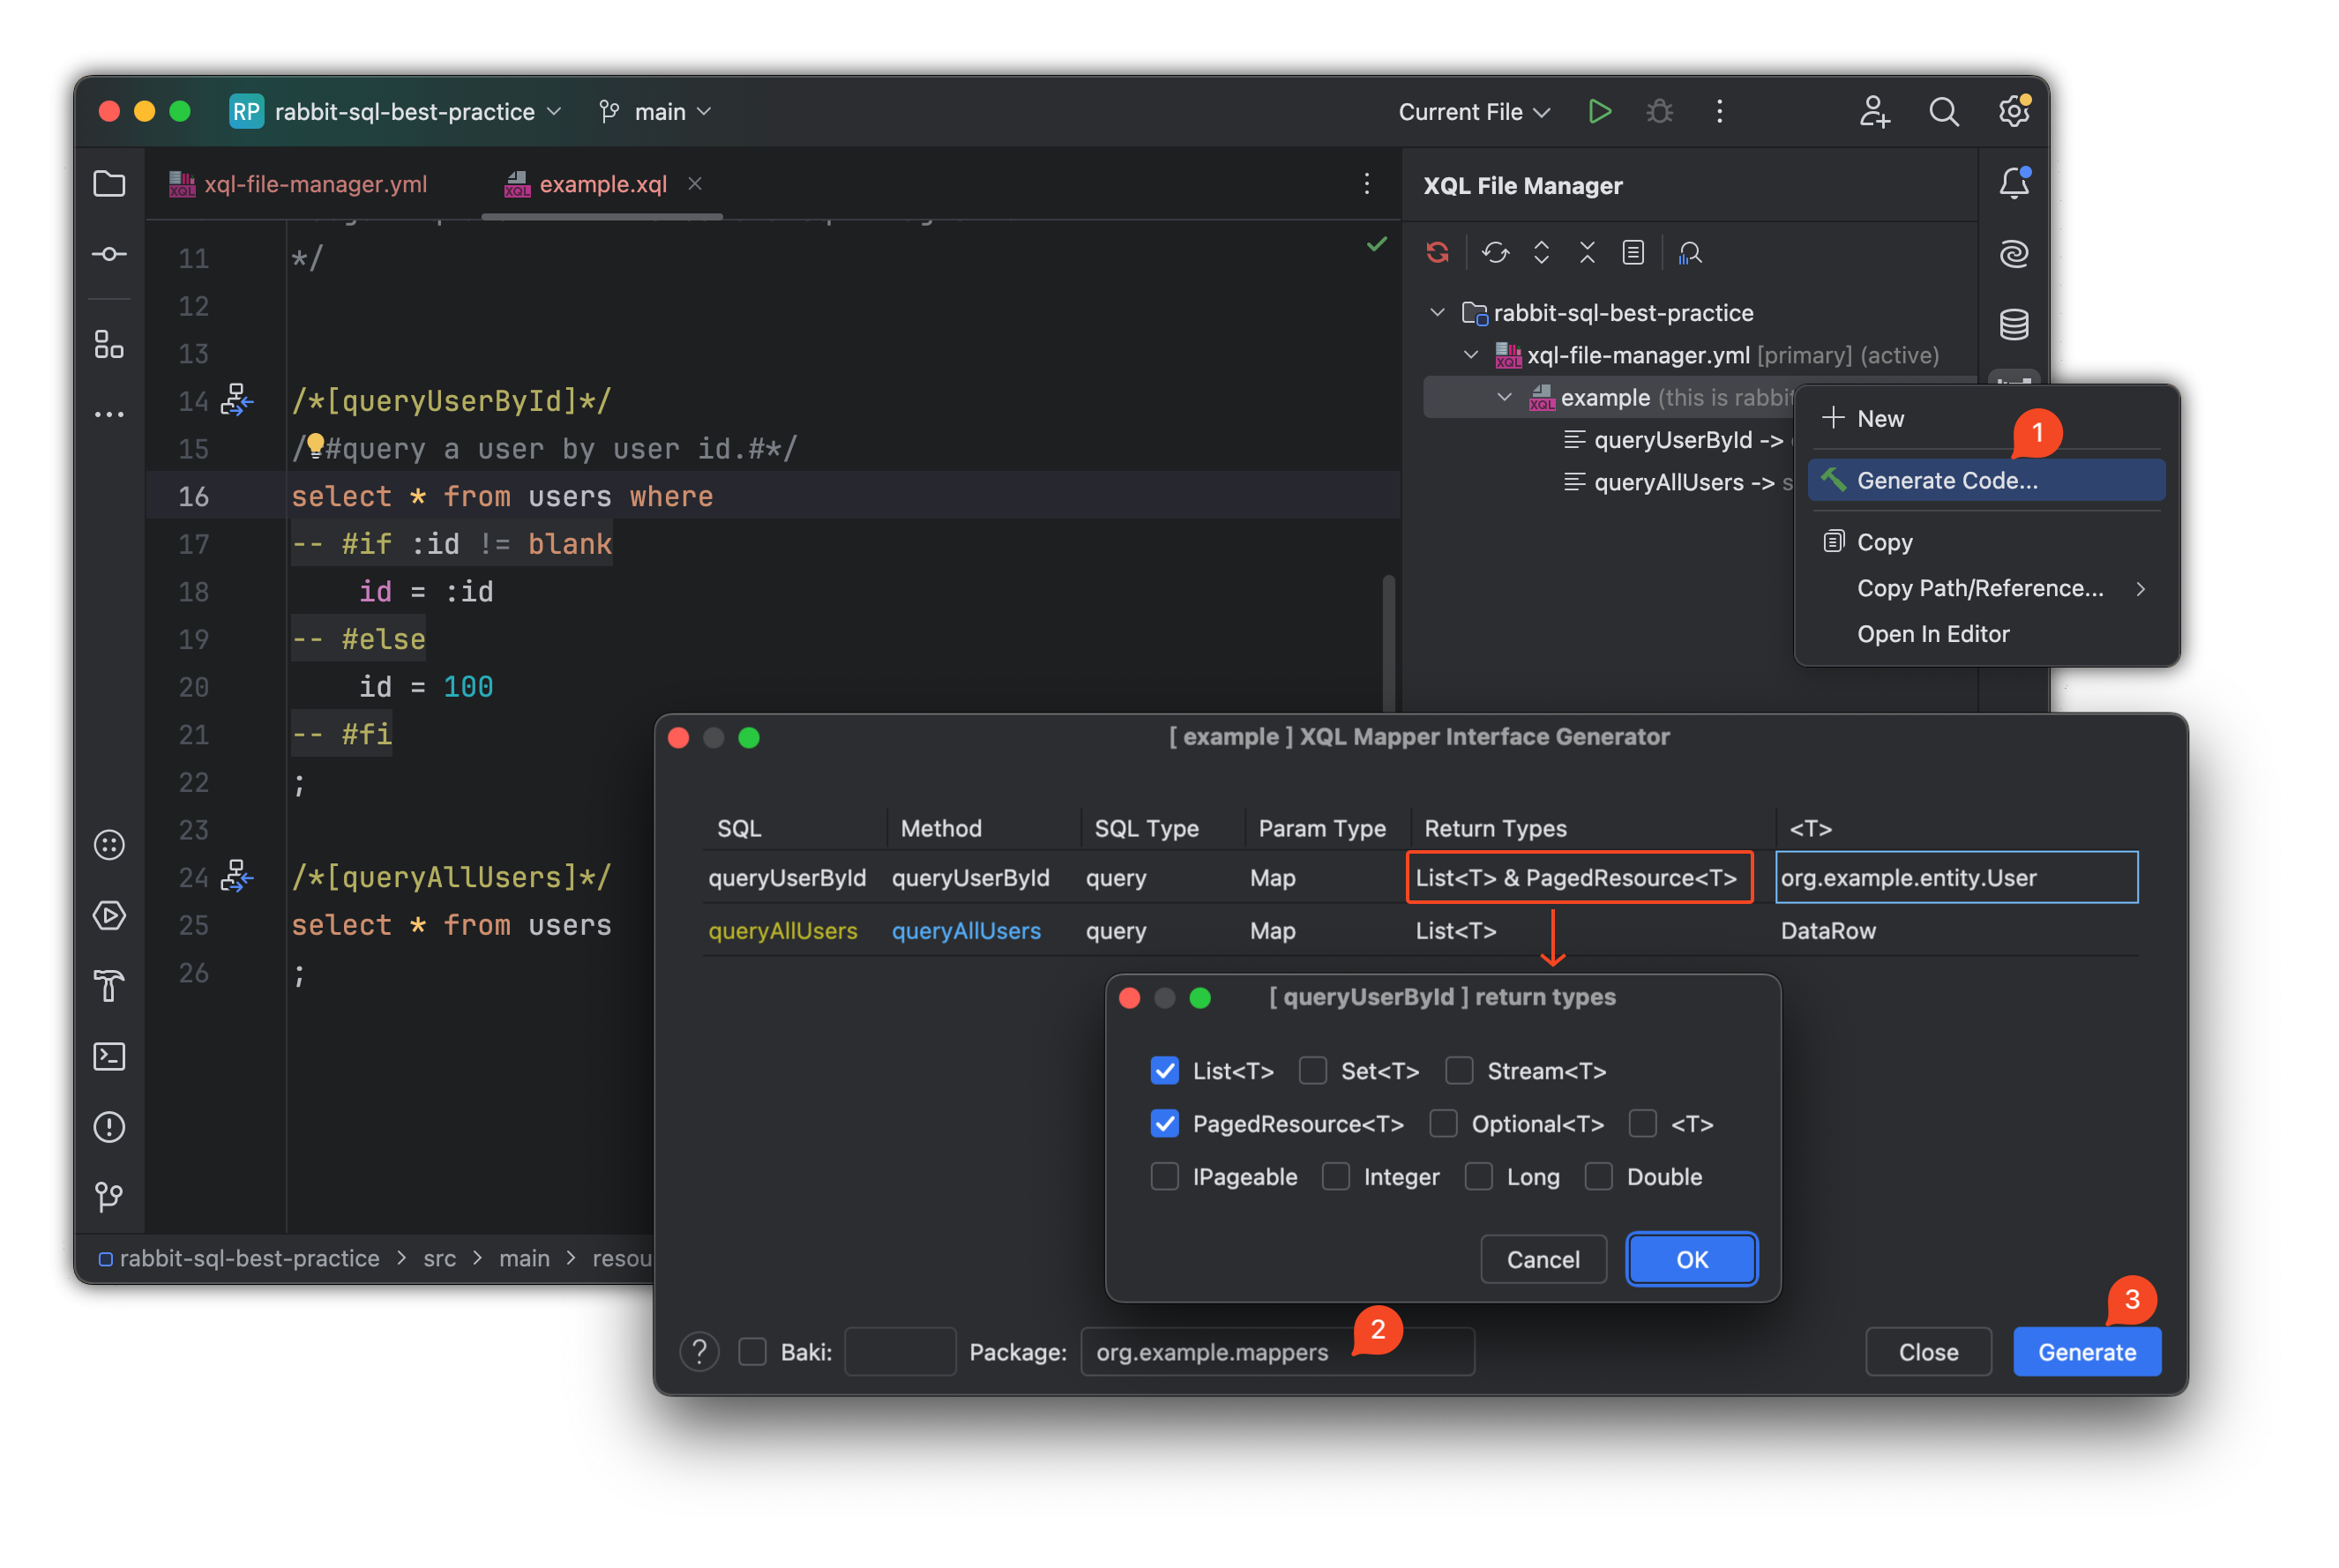 RP rabbit-sql-best-practice main Current File
xql-file-manager.yml example.xql
XQL File Manager
11 */
12
13
14 /*[queryUserById]*/
15 /*#query a user by user id.#*/
16 select * from users where
17 -- #if :id != blank
18 id = :id
19 -- #else
20 id = 100
21 -- #fi
22 ;
23
24 /*[queryAllUsers]*/
25 select * from users
26 ;
rabbit-sql-best-practice
xql-file-manager.yml [primary] (active)
example (this is rabbit
queryUserById ->
queryAllUsers -> s
New
1
Generate Code...
Copy
Copy Path/Reference...
Open In Editor
rabbit-sql-best-practice > src > main > resou
[ example ] XQL Mapper Interface Generator
SQL Method SQL Type Param Type Return Types <T>
queryUserById queryUserById query Map List<T> & PagedResource<T> org.example.entity.User
queryAllUsers queryAllUsers query Map List<T> DataRow
[ queryUserById ] return types
List<T> Set<T> Stream<T>
PagedResource<T> Optional<T> <T>
IPageable Integer Long Double
Cancel OK
2
3
? Baki: Package: org.example.mappers Close Generate